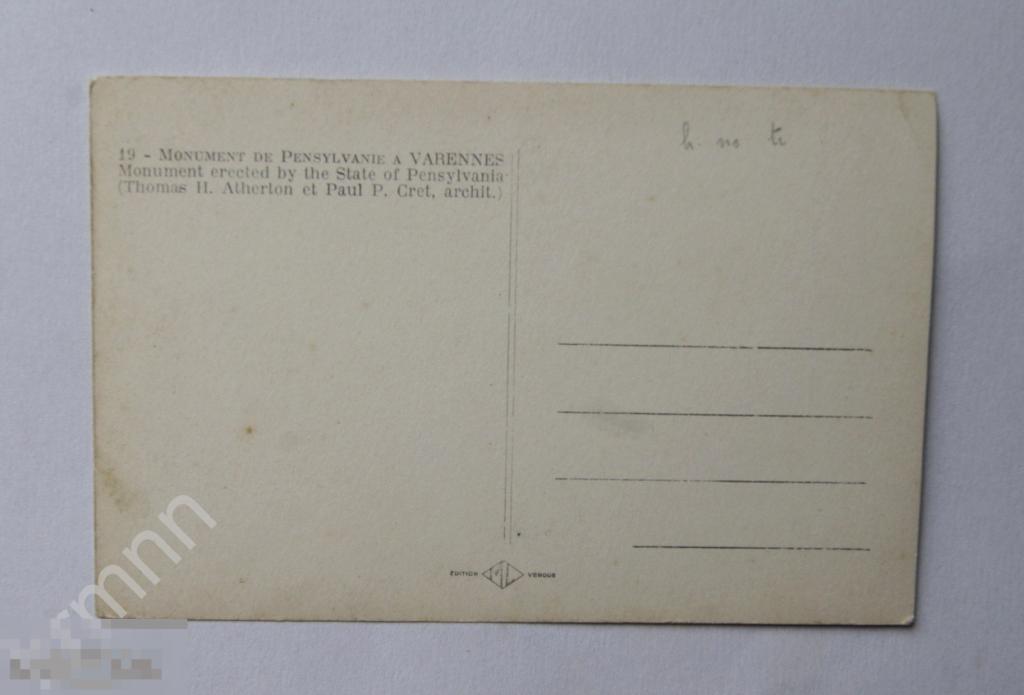 19 - MONUMENT DE PENSYLVANIE A VARENNES
Monument erected by the State of Pensylvania
(Thomas H. Atherton et Paul P. Cret, archit.)
EDITION VERDUN